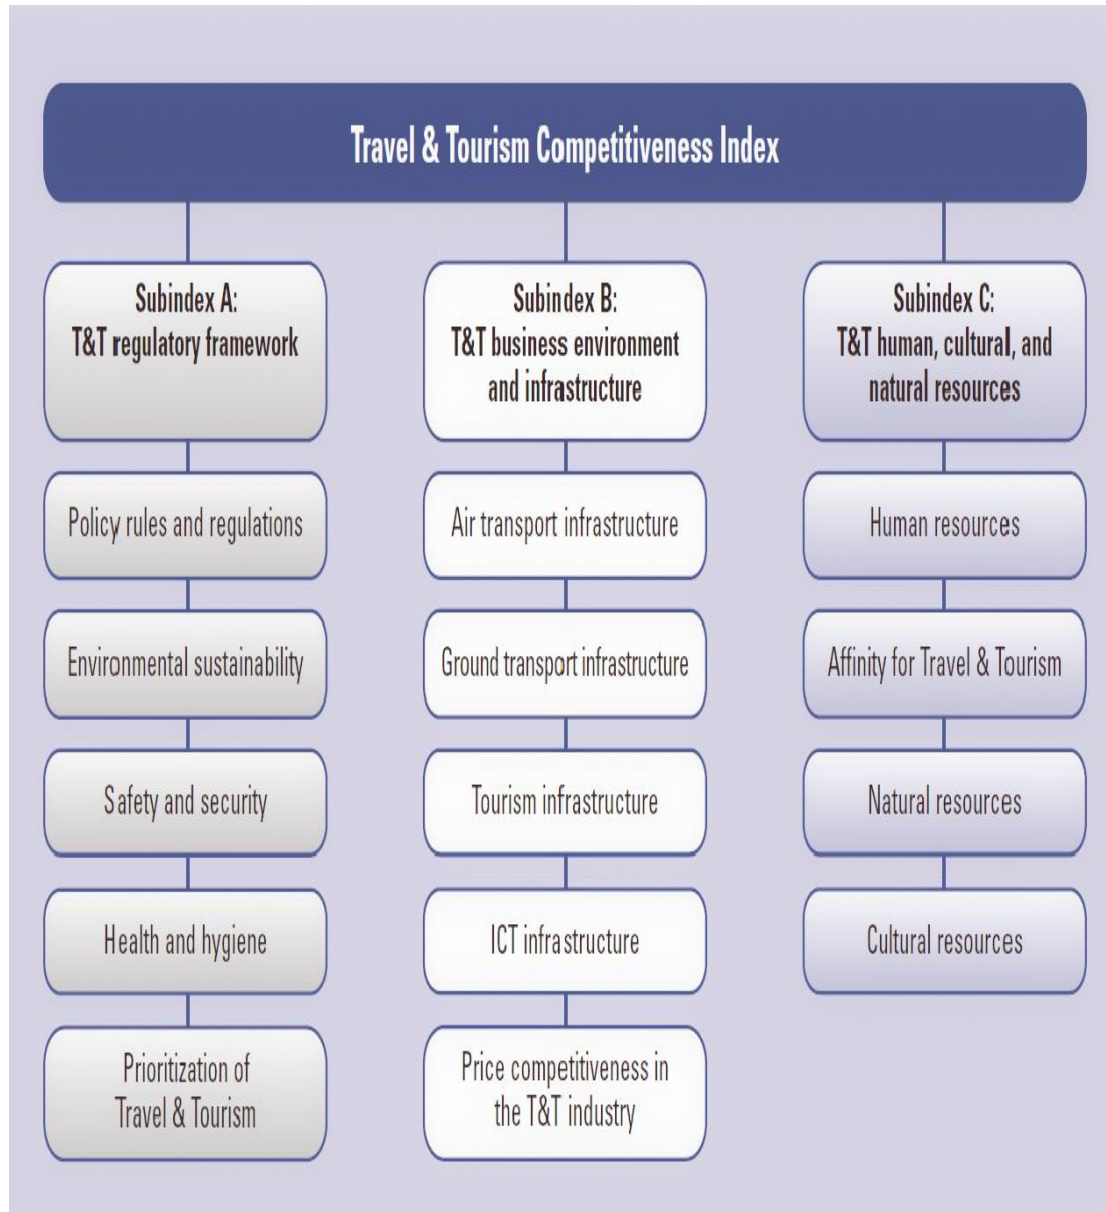 Travel & Tourism Competitiveness Index
Subindex A:
T&T regulatory framework
Policy rules and regulations
Environmental sustainability
Safety and security
Health and hygiene
Prioritization of
Travel & Tourism
Subindex B:
T&T business environment
and infrastructure
Air transport infrastructure
Ground transport infrastructure
Tourism infrastructure
ICT infrastructure
Price competitiveness in
the T&T industry
Subindex C:
T&T human, cultural, and
natural resources
Human resources
Affinity for Travel & Tourism
Natural resources
Cultural resources